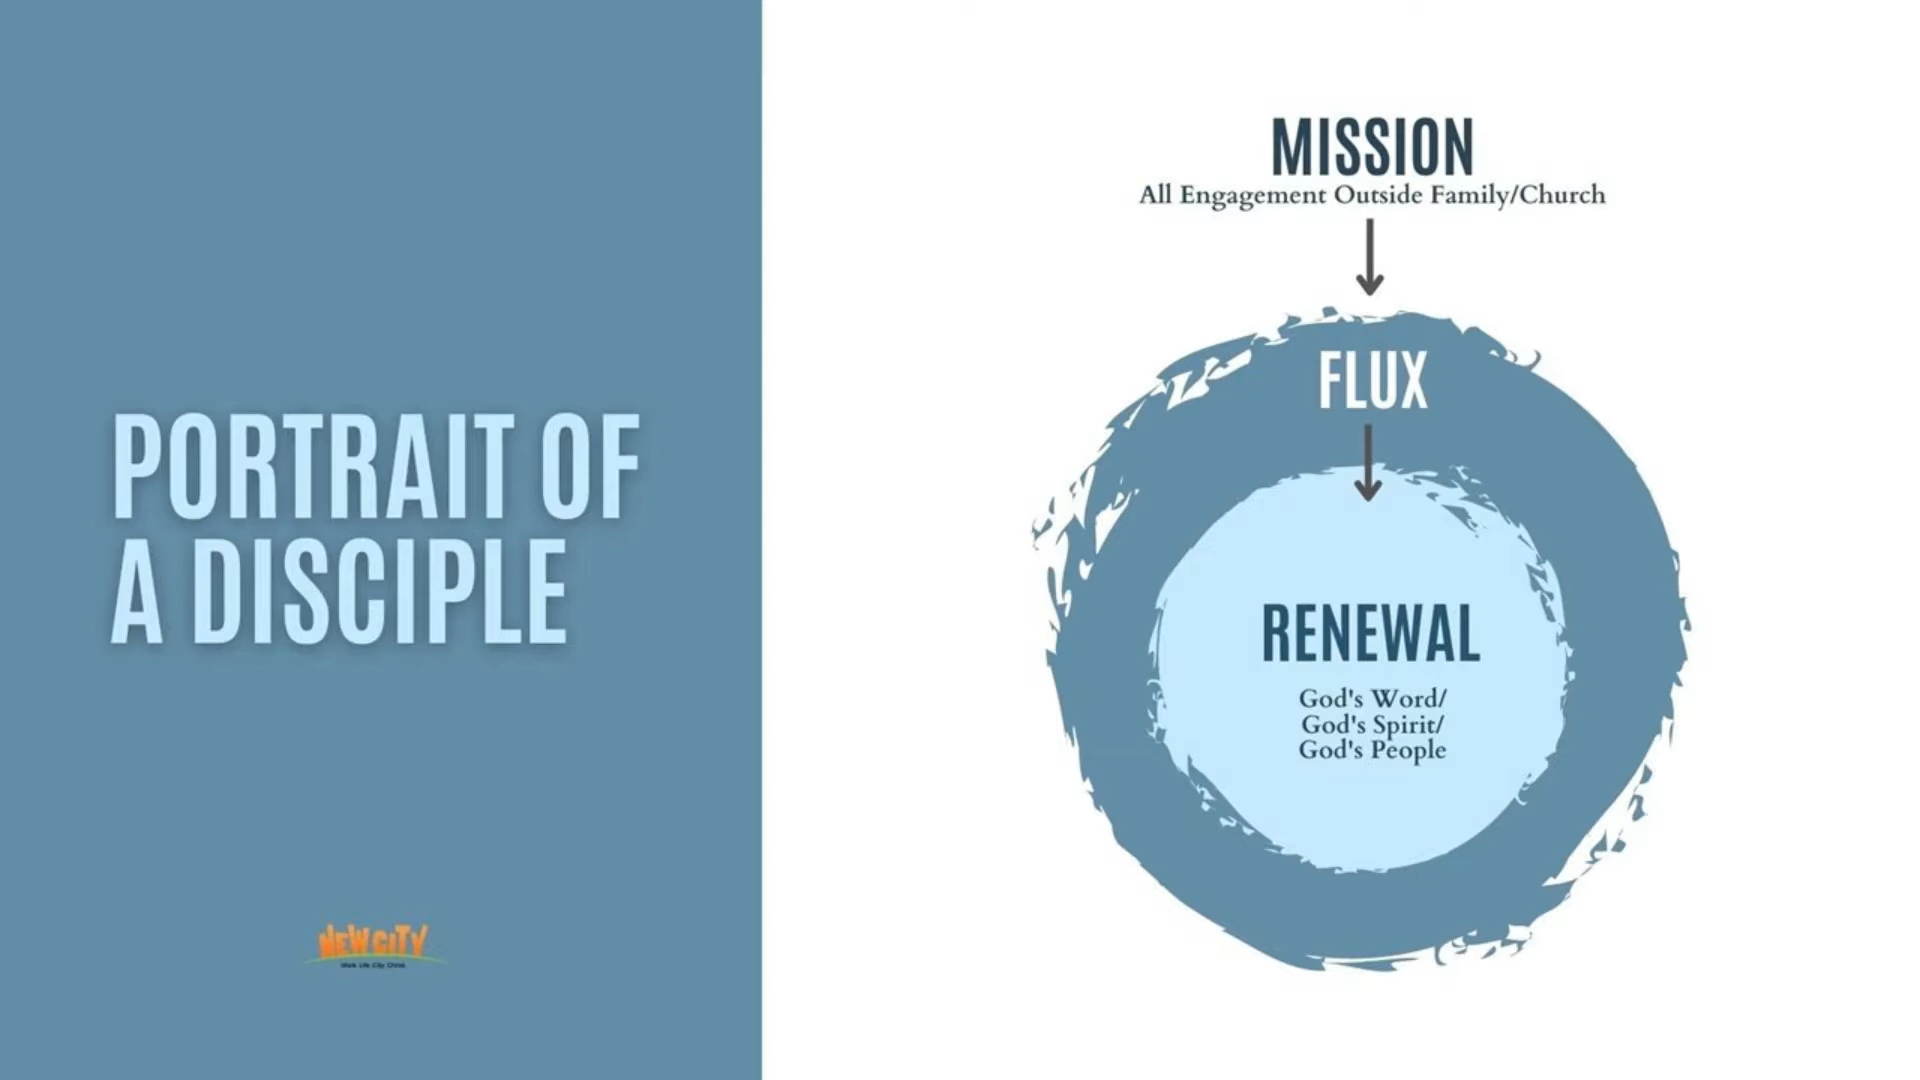 PORTRAIT OF
A DISCIPLE
NEW CITY
MISSION
All Engagement Outside Family/Church
FLUX
RENEWAL
God's Word/
God's Spirit/
God's People